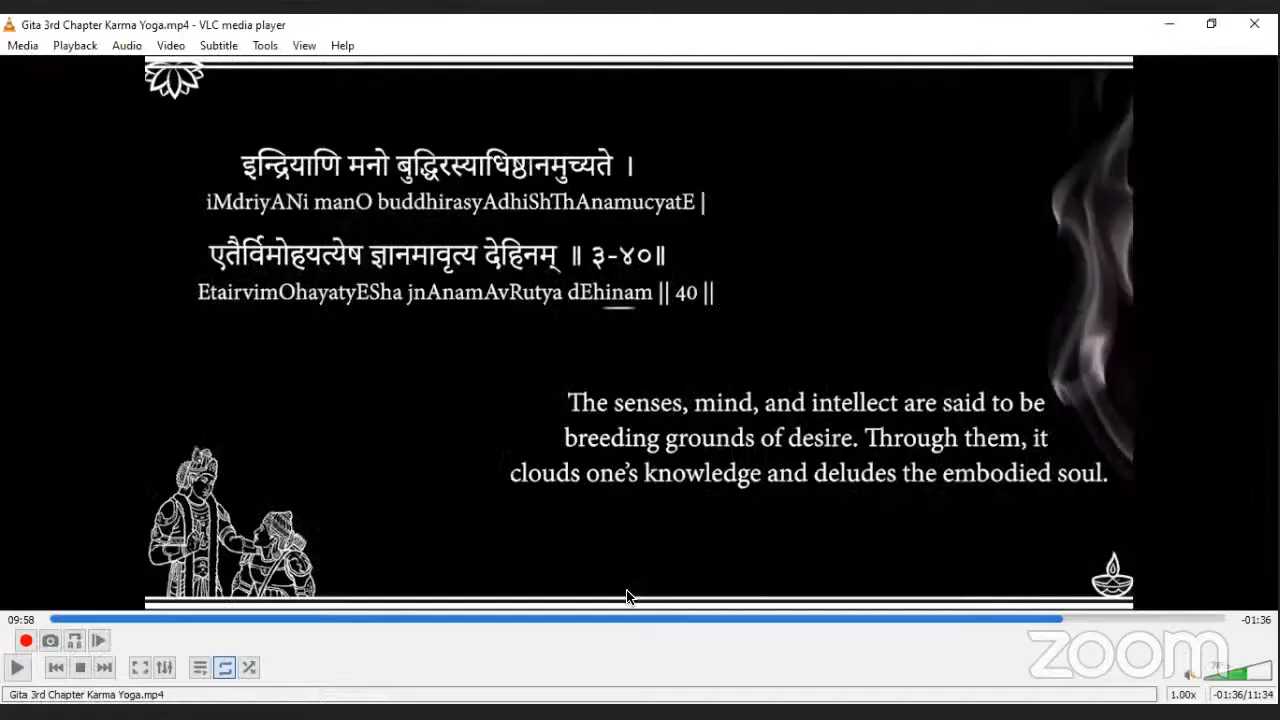 Gita 3rd Chapter Karma Yoga.mp4 - VLC media player
Media Playback Audio Video Subtitle Tools View Help
इन्द्रियाणि मनो बुद्धिरस्याधिष्ठानमुच्यते ।
iMdriyANi manO buddhirasyAdhiShThAnamucyatE |
एतैर्विमोहयत्येष ज्ञानमावृत्य देहिनम् ॥ ३-४०॥
EtairvimOhayatyESha jnAnamAvRutya dEhinam || 40 ||
The senses, mind, and intellect are said to be
breeding grounds of desire. Through them, it
clouds one’s knowledge and deludes the embodied soul.
09:58 -01:36
zoom
Gita 3rd Chapter Karma Yoga.mp4 1.00x -01:36/11:34